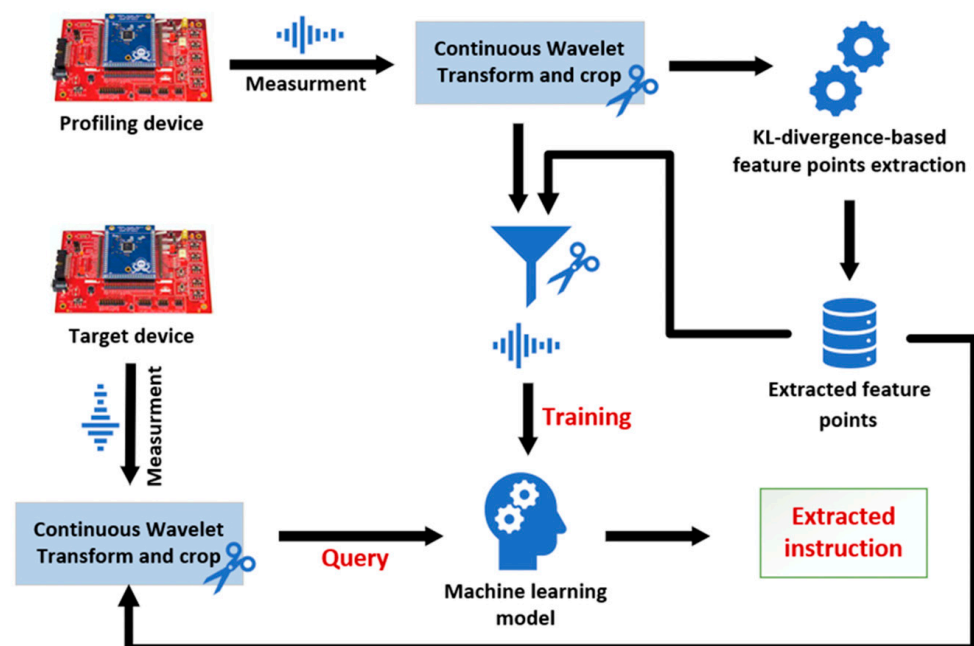 Measurment
Profiling device
Continuous Wavelet
Transform and crop
KL-divergence-based
feature points extraction
Target device
Measurment
Extracted feature
points
Training
Continuous Wavelet
Transform and crop
Query
Machine learning
model
Extracted
instruction